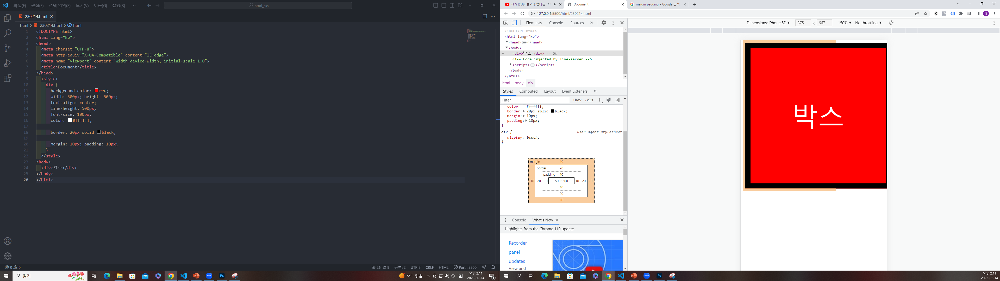 파일(F) 편집(E) 선택 영역(S) 보기(V) 이동(G) 실행(R) ··· html_css
230214.html
html > 230214.html > html
1 <!DOCTYPE html>
2 <html lang="ko">
3 <head>
4 <meta charset="UTF-8">
5 <meta http-equiv="X-UA-Compatible" content="IE=edge">
6 <meta name="viewport" content="width=device-width, initial-scale=1.0">
7 <title>Document</title>
8 </head>
9 <style>
10 div {
11 background-color: red;
12 width: 500px; height: 500px;
13 text-align: center;
14 line-height: 500px;
15 font-size: 100px;
16 color: #ffffff;
17
18 border: 20px solid black;
19
20 margin: 10px; padding: 10px;
21 }
22 </style>
23 <body>
24 <div>박스</div>
25 </body>
26 </html>
0 0 줄 26, 열 8 공백: 2 UTF-8 CRLF HTML Port : 5500
찾기 5°C 맑음 오후 2:11
2023-02-14
1
(17) [SUB] 몰카 ) 썸타는 Document margin padding - Google 검색
127.0.0.1:5500/html/230214.html
N
Elements Console Sources
Dimensions: iPhone SE 375 × 667 150% No throttling
<!DOCTYPE html>
<html lang="ko">
<head> ··· </head>
<body>
··· <div>박스</div> == $0
<!-- Code injected by live-server -->
<script> ··· </script>
</body>
</html>
html body div
Styles Computed Layout Event Listeners
Filter :hov .cls
color: #ffffff;
border: 20px solid black;
margin: 10px;
padding: 10px;
}
div { user agent stylesheet
display: block;
}
margin 10
border 20
padding 10
10 20 10 500×500 10 20 10
10
20
10
Console What's New
Highlights from the Chrome 110 update
Recorder
panel
updates
View and
박스
오후 2:11
2023-02-14